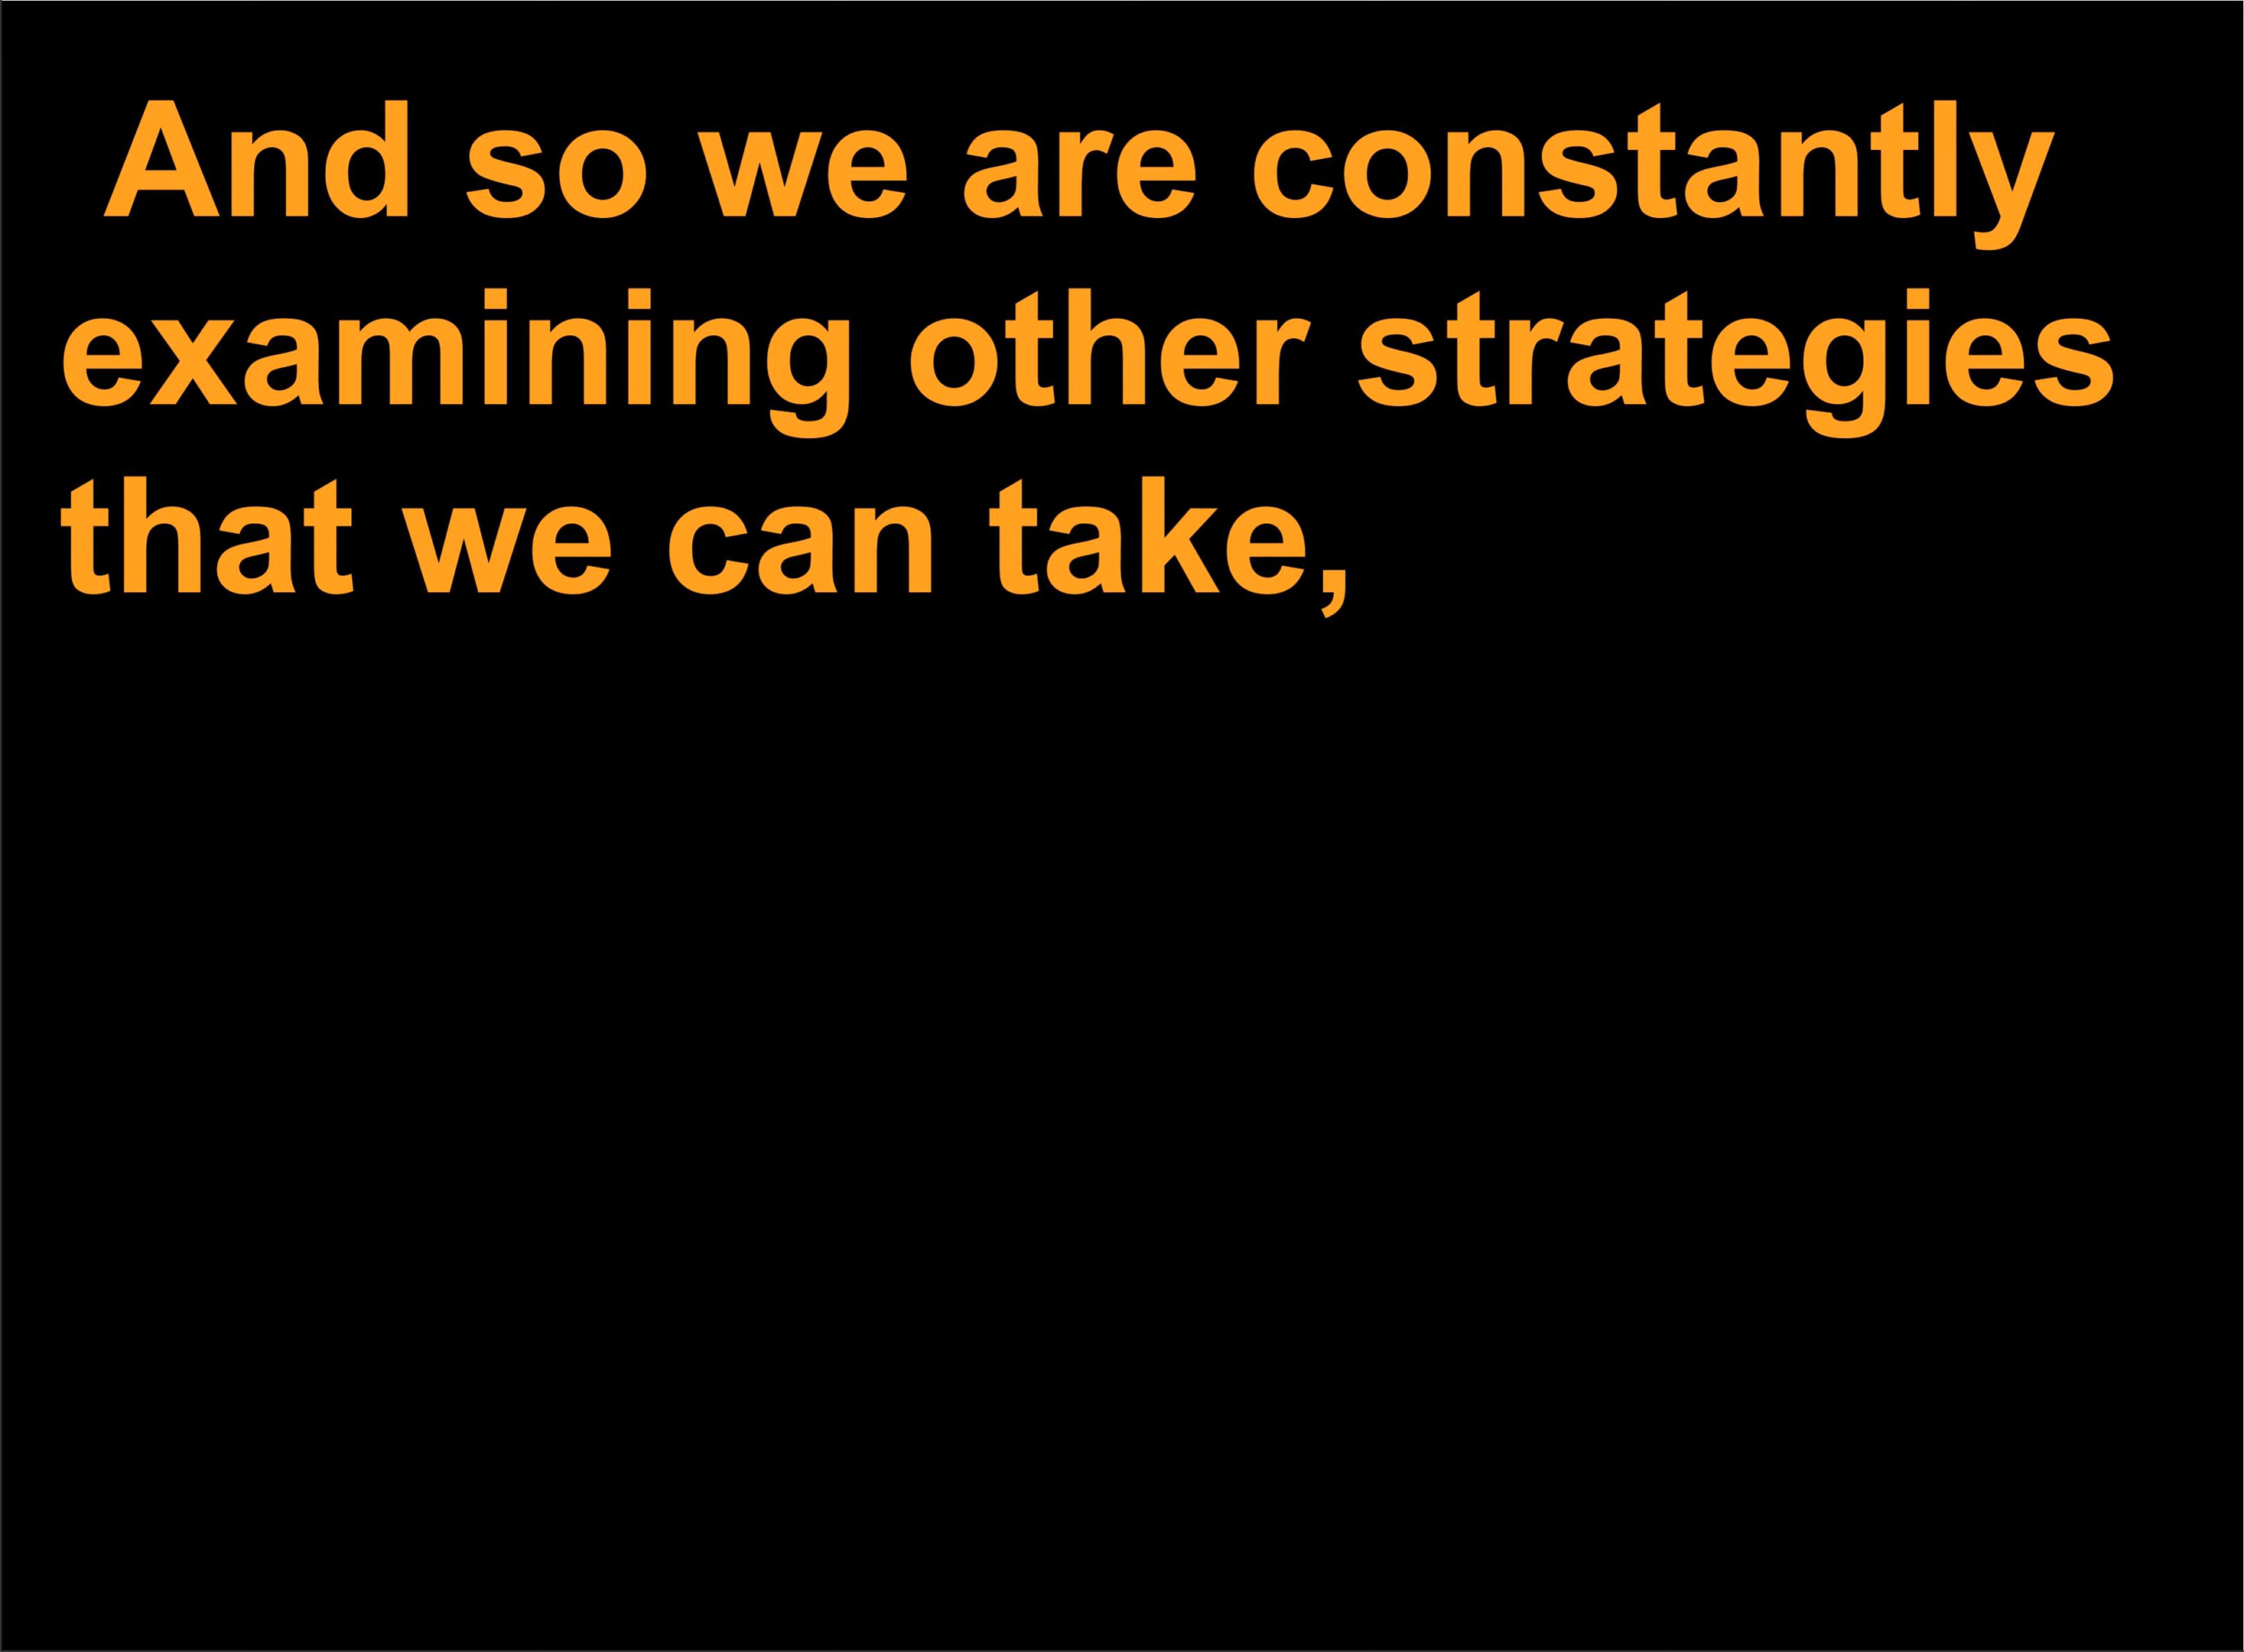 And so we are constantly
examining other strategies
that we can take,